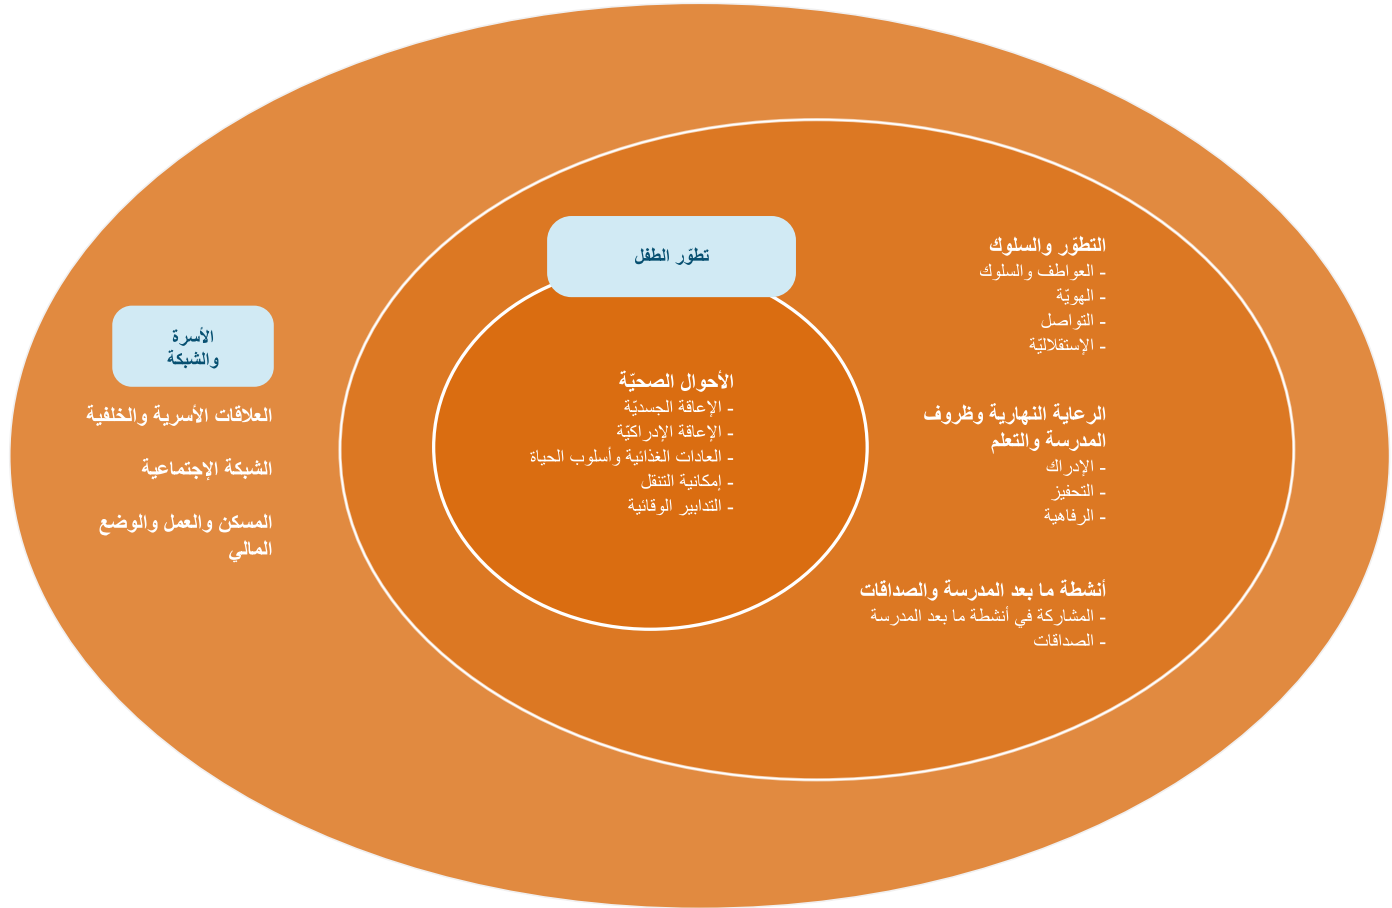 تطوّر الطفل
التطوّر والسلوك
- العواطف والسلوك
- الهويّة
- التواصل
- الإستقلاليّة
الرعاية النهارية وظروف
المدرسة والتعلم
- الإدراك
- التحفيز
- الرفاهية
أنشطة ما بعد المدرسة والصداقات
- المشاركة في أنشطة ما بعد المدرسة
- الصداقات
الأحوال الصحيّة
- الإعاقة الجسديّة
- الإعاقة الإدراكيّة
- العادات الغذائية وأسلوب الحياة
- إمكانية التنقل
- التدابير الوقائية
الأسرة
والشبكة
العلاقات الأسرية والخلفية
الشبكة الإجتماعية
المسكن والعمل والوضع
المالي